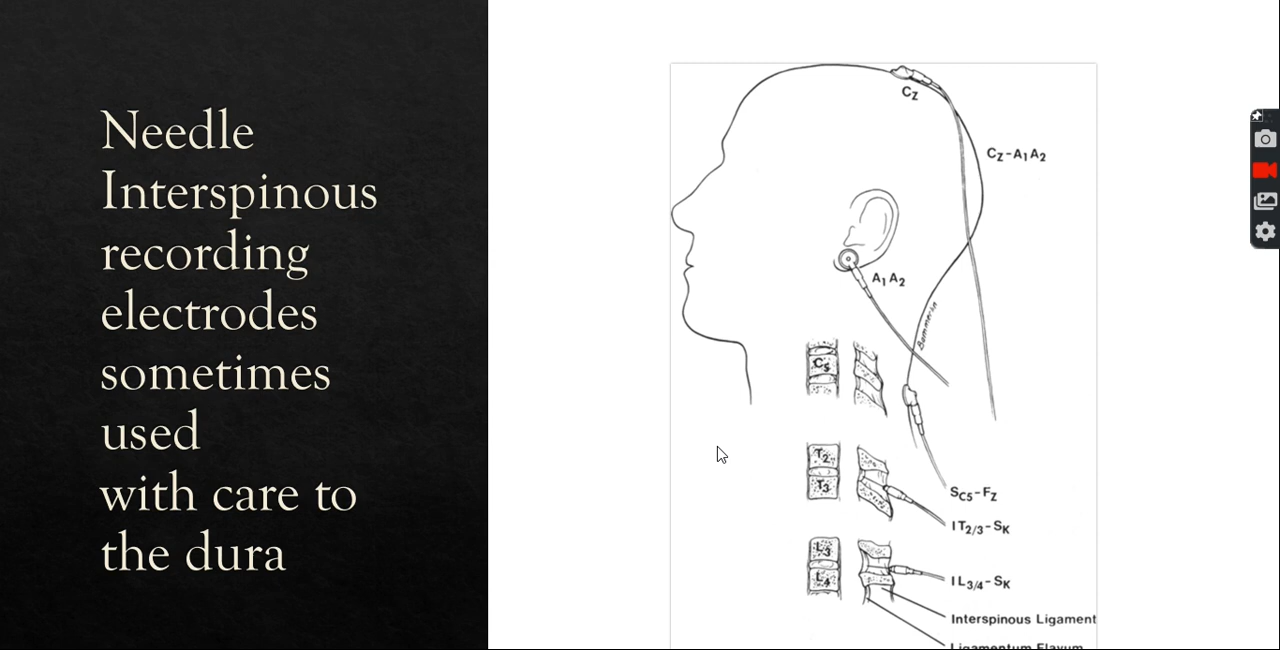 Needle
Interspinous
recording
electrodes
sometimes
used
with care to
the dura
Cz
Cz-A1A2
A1A2
C5
T2
T3
SC5-Fz
IT2/3-SK
L3
L4
IL3/4-SK
Interspinous Ligament
Ligamentum Flavum